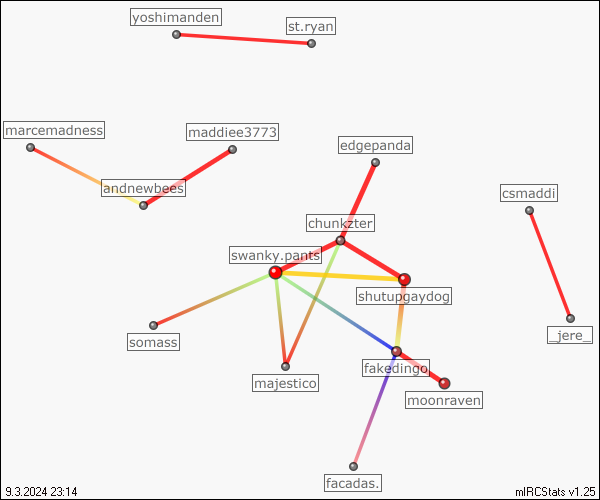 yoshimanden
st.ryan
marcemadness
maddiee3773
edgepanda
andnewbees
csmaddi
chunkzter
swanky.pants
shutupgaydog
_jere_
somass
fakedingo
majestico
moonraven
facadas.
9.3.2024 23:14
mIRCStats v1.25